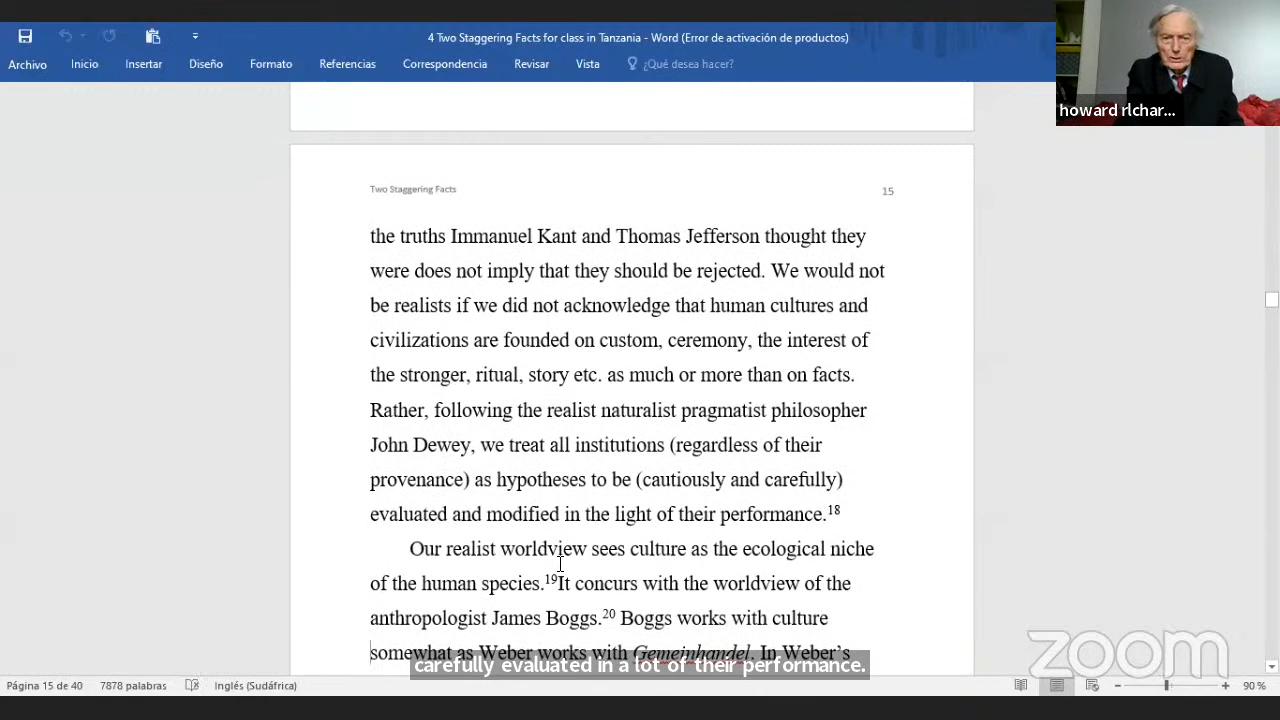 4 Two Staggering Facts for class in Tanzania - Word (Error de activación de productos)
Archivo Inicio Insertar Diseño Formato Referencias Correspondencia Revisar Vista ¿Qué desea hacer?
howard rlchar...
Two Staggering Facts 15
the truths Immanuel Kant and Thomas Jefferson thought they
were does not imply that they should be rejected. We would not
be realists if we did not acknowledge that human cultures and
civilizations are founded on custom, ceremony, the interest of
the stronger, ritual, story etc. as much or more than on facts.
Rather, following the realist naturalist pragmatist philosopher
John Dewey, we treat all institutions (regardless of their
provenance) as hypotheses to be (cautiously and carefully)
evaluated and modified in the light of their performance.18
Our realist worldview sees culture as the ecological niche
of the human species.19It concurs with the worldview of the
anthropologist James Boggs.20 Boggs works with culture
somewhat as Weber works with Gemeinhandel. In Weber's
carefully evaluated in a lot of their performance.
zoom
Página 15 de 40 7878 palabras Inglés (Sudáfrica) 90 %